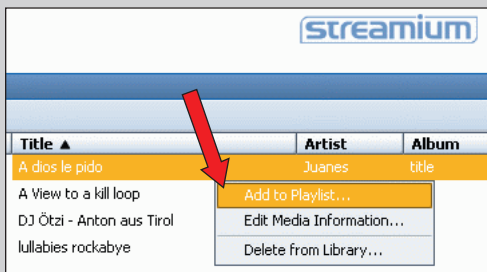 streamium
Title ▲ Artist Album
A dios le pido Juanes title
A View to a kill loop Add to Playlist...
DJ Ötzi - Anton aus Tirol Edit Media Information...
lullabies rockabye Delete from Library...